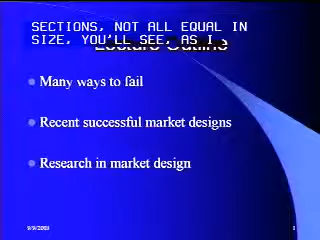 SECTIONS, NOT ALL EQUAL IN
SIZE, YOU'LL SEE, AS I
Lecture Outline
Many ways to fail
Recent successful market designs
Research in market design
9/9/2003 1